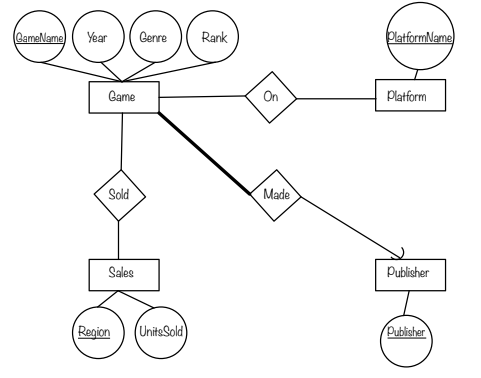 GameName
Year
Genre
Rank
PlatformName
Game
On
Platform
Sold
Made
Sales
Publisher
Region
UnitsSold
Publisher